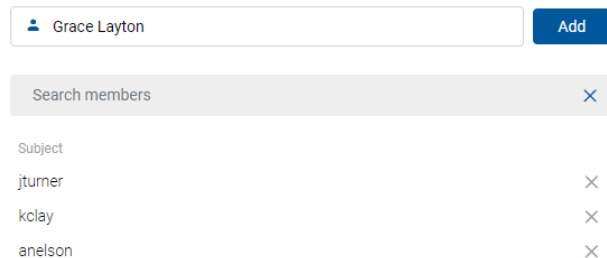 Grace Layton
Add
Search members
Subject
jturner
kclay
anelson